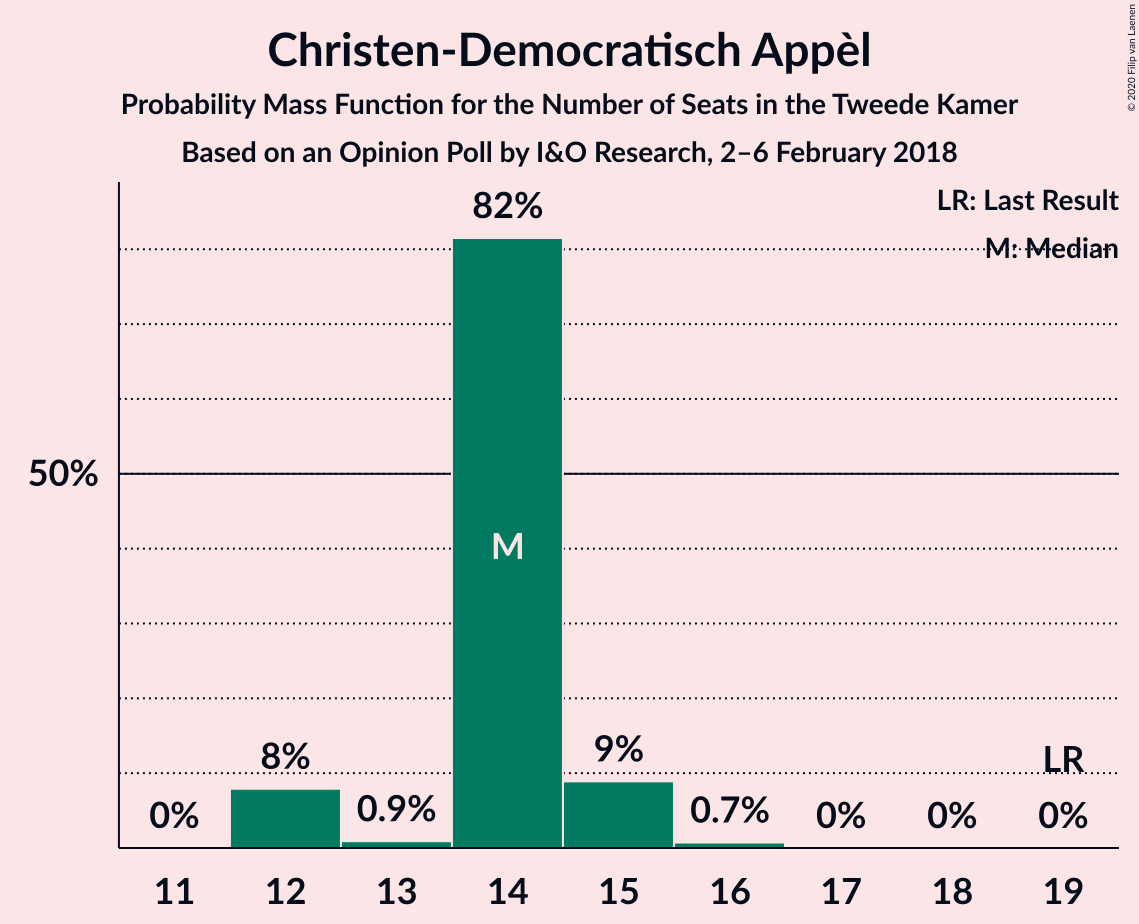 Christen-Democratisch Appèl
Probability Mass Function for the Number of Seats in the Tweede Kamer
Based on an Opinion Poll by I&O Research, 2–6 February 2018
© 2020 Filip van Laenen
LR: Last Result
M: Median
82%
50%
M
8%
0.9%
9%
0.7%
LR
0%
0%
0%
0%
11
12
13
14
15
16
17
18
19